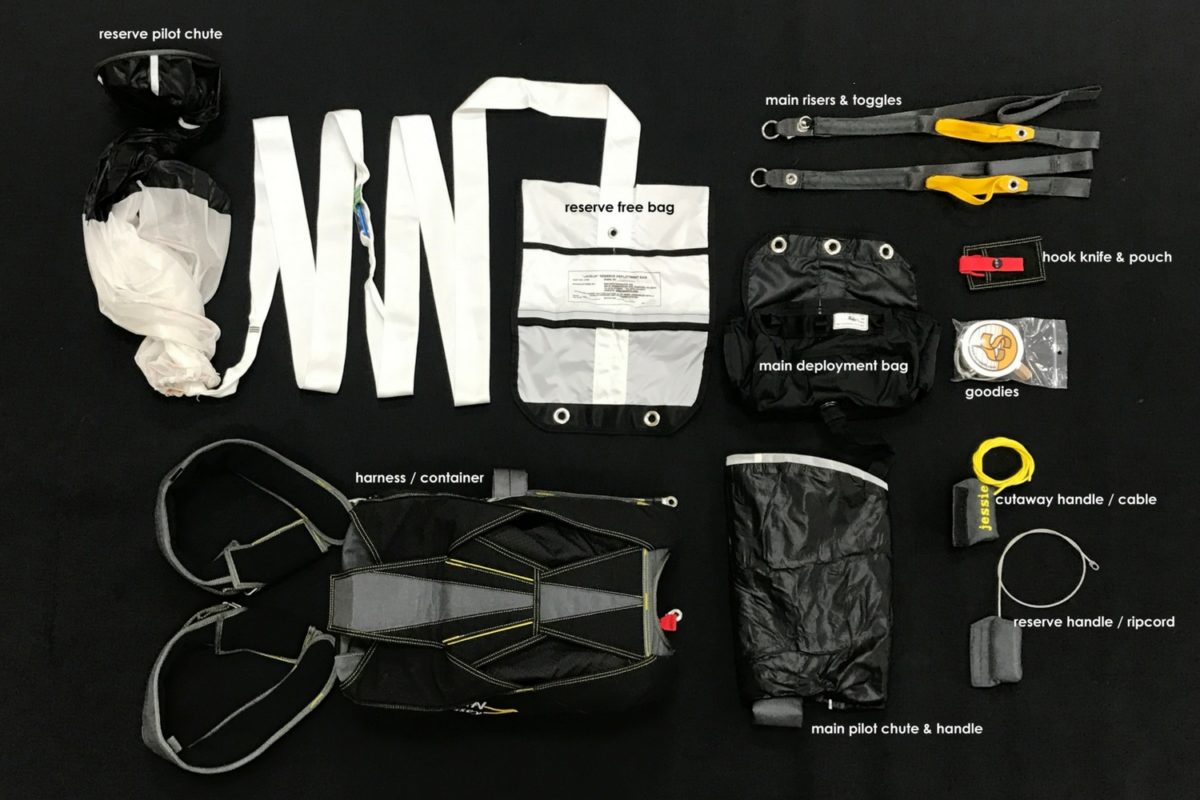 reserve pilot chute
main risers & toggles
reserve free bag
hook knife & pouch
main deployment bag
goodies
harness / container
cutaway handle / cable
jessie
reserve handle / ripcord
main pilot chute & handle